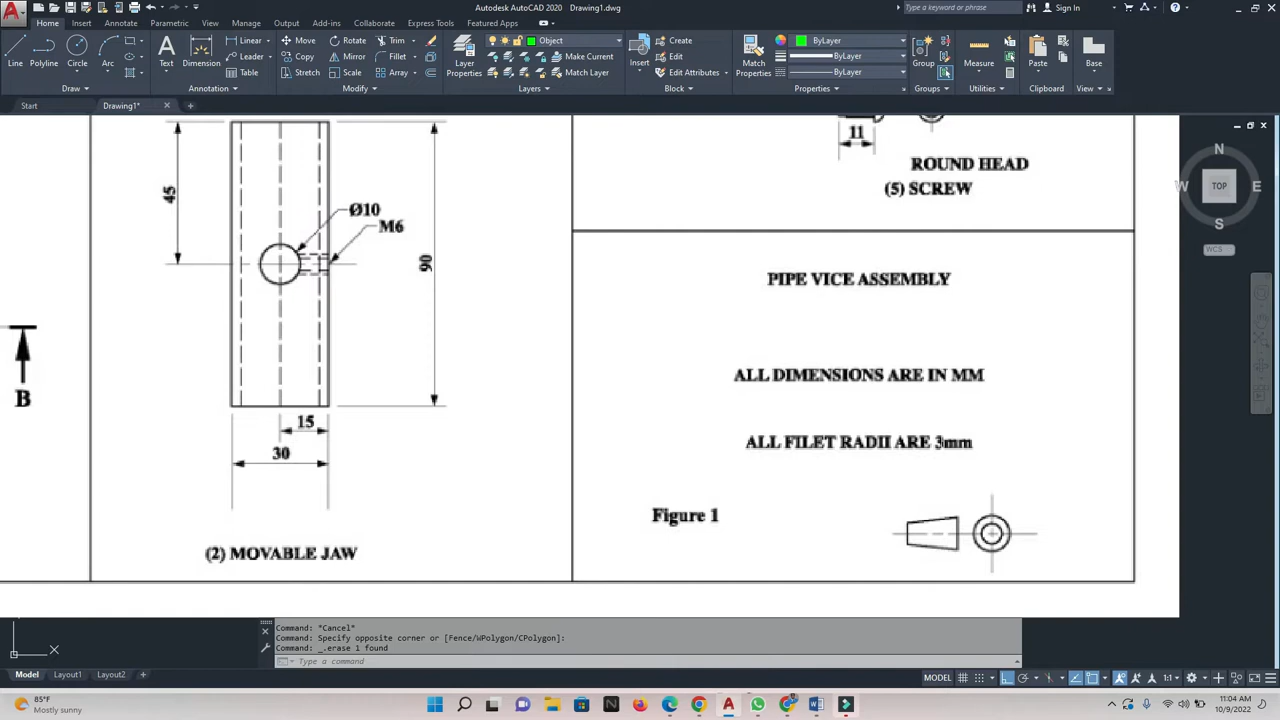 Autodesk AutoCAD 2020 Drawing1.dwg
Type a keyword or phrase
Sign In
Home Insert Annotate Parametric View Manage Output Add-ins Collaborate Express Tools Featured Apps
Line Polyline Circle Arc
Text Dimension
Linear
Leader
Table
Move Rotate Trim
Copy Mirror Fillet
Stretch Scale Array
Layer Properties
Object
Make Current
Match Layer
Insert
Create
Edit
Edit Attributes
Match Properties
ByLayer
ByLayer
ByLayer
Group
Measure
Paste
Base
Draw Modify Annotation Layers Block Properties Groups Utilities Clipboard View
Start Drawing1*
45
Ø10
M6
90
15
30
(2) MOVABLE JAW
B
11
ROUND HEAD
(5) SCREW
PIPE VICE ASSEMBLY
ALL DIMENSIONS ARE IN MM
ALL FILET RADII ARE 3mm
Figure 1
N
W TOP E
S
WCS
Command: *Cancel*
Command: Specify opposite corner or [Fence/WPolygon/CPolygon]:
Command: _.erase 1 found
Type a command
Model Layout1 Layout2
MODEL
1:1
85°F
Mostly sunny
11:04 AM
10/9/2022